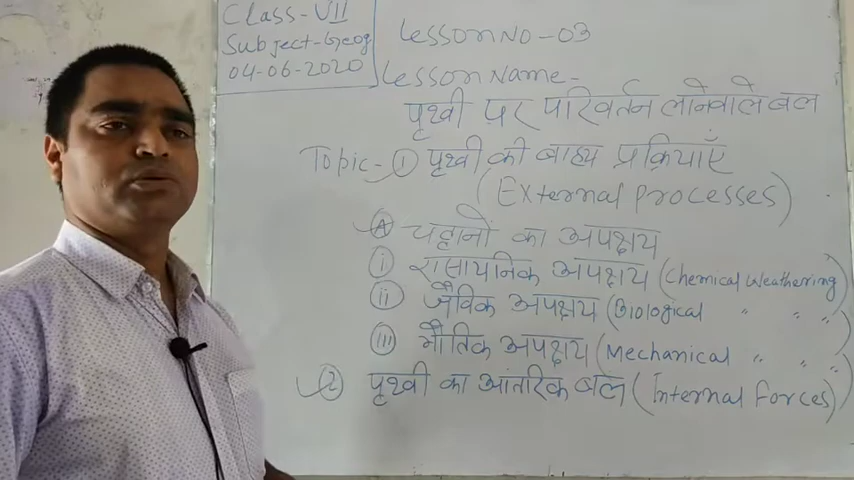 Class-VII
Subject-Geog
04-06-2020
Lesson No-03
Lesson Name-
पृथ्वी पर परिवर्तन लानेवाले बल
Topic- ① पृथ्वी की बाह्य प्रक्रियाएँ
(External Processes)
Ⓐ चट्टानों का अपक्षय
(i) रासायनिक अपक्षय (Chemical Weathering)
(ii) जैविक अपक्षय (Biological " " ")
(iii) भौतिक अपक्षय (Mechanical " " ")
② पृथ्वी का आंतरिक बल (Internal Forces)